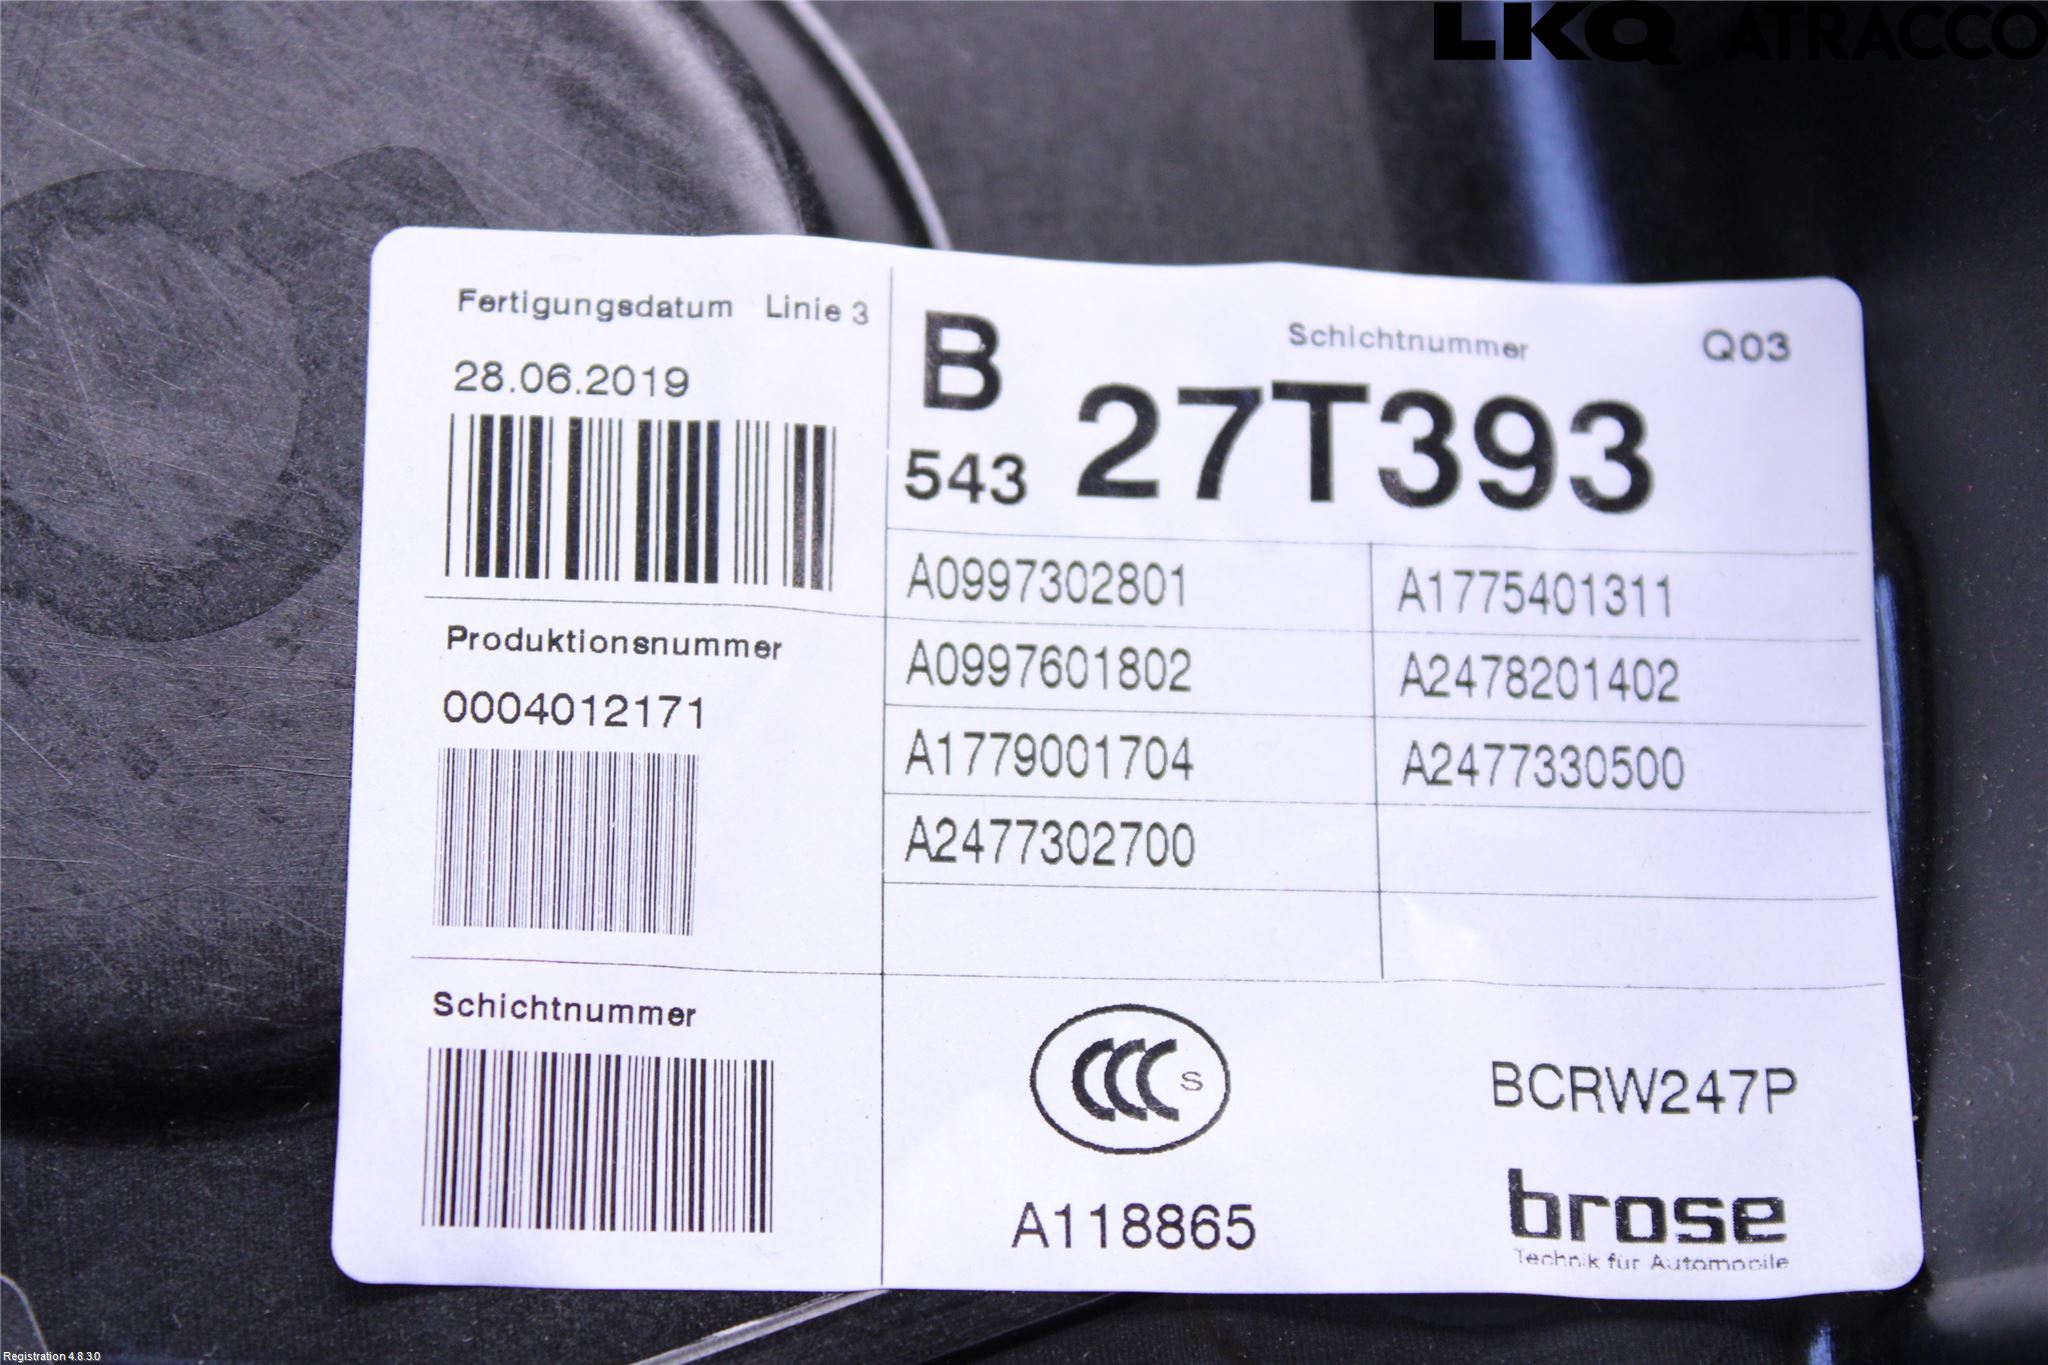 LKQ ATRACCO
Fertigungsdatum Linie 3
28.06.2019
Produktionsnummer
0004012171
Schichtnummer
B
543
Schichtnummer Q03
27T393
A0997302801 A1775401311
A0997601802 A2478201402
A1779001704 A2477330500
A2477302700
CCC S
A118865
BCRW247P
brose
Technik für Automobile
Registration 4.8.3.0